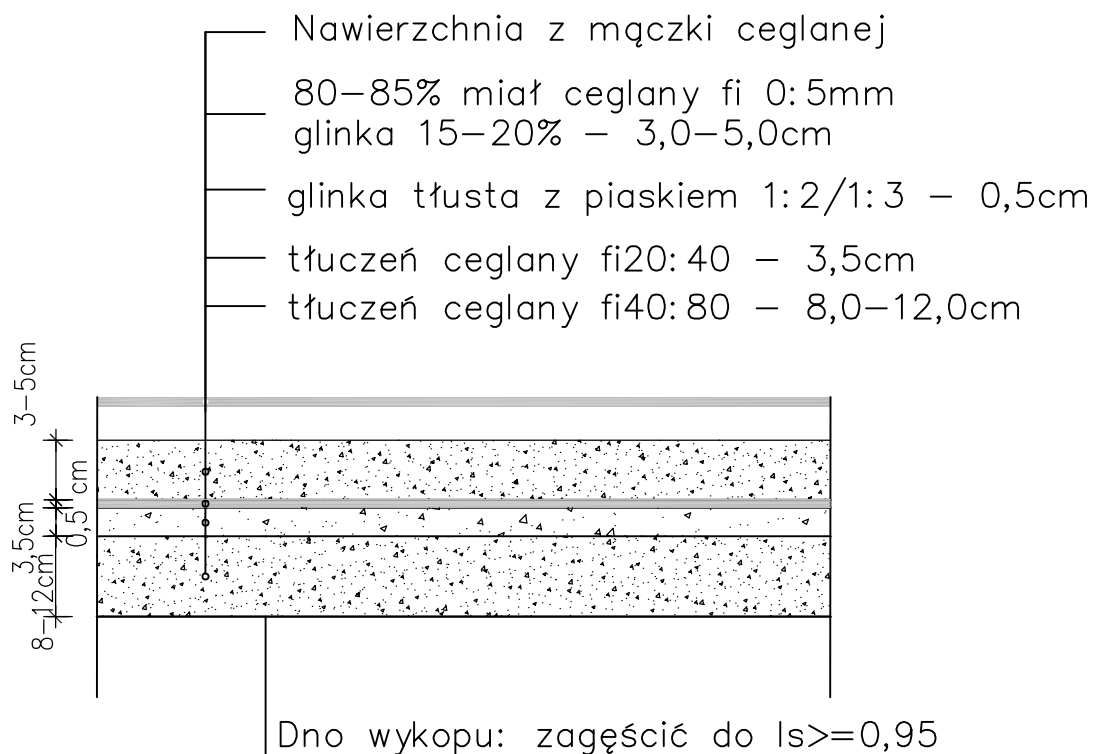 Nawierzchnia z mączki ceglanej
80-85% miał ceglany fi 0:5mm
glinka 15-20% - 3,0-5,0cm
glinka tłusta z piaskiem 1:2/1:3 - 0,5cm
tłuczeń ceglany fi20:40 - 3,5cm
tłuczeń ceglany fi40:80 - 8,0-12,0cm
3-5cm
0,5 cm
3,5cm
8-12cm
Dno wykopu: zagęścić do Is>=0,95